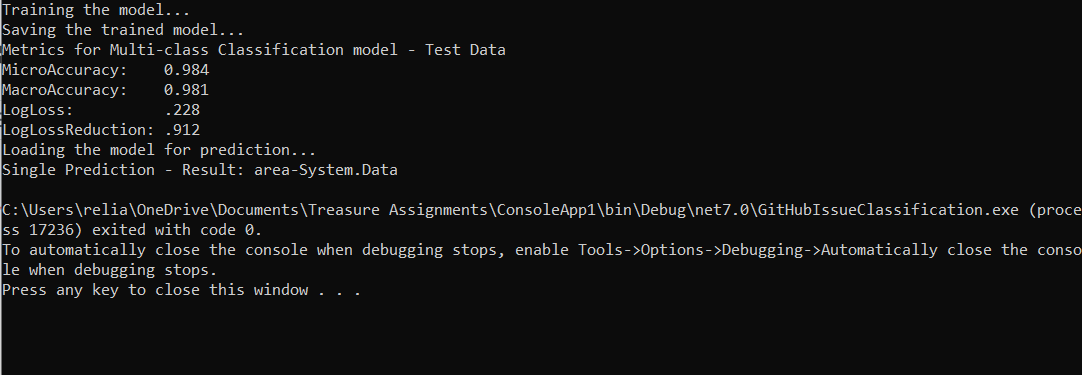 Training the model...
Saving the trained model...
Metrics for Multi-class Classification model - Test Data
MicroAccuracy:    0.984
MacroAccuracy:    0.981
LogLoss:          .228
LogLossReduction: .912
Loading the model for prediction...
Single Prediction - Result: area-System.Data
C:\Users\relia\OneDrive\Documents\Treasure Assignments\ConsoleApp1\bin\Debug\net7.0\GitHubIssueClassification.exe (proce
ss 17236) exited with code 0.
To automatically close the console when debugging stops, enable Tools->Options->Debugging->Automatically close the conso
le when debugging stops.
Press any key to close this window . . .